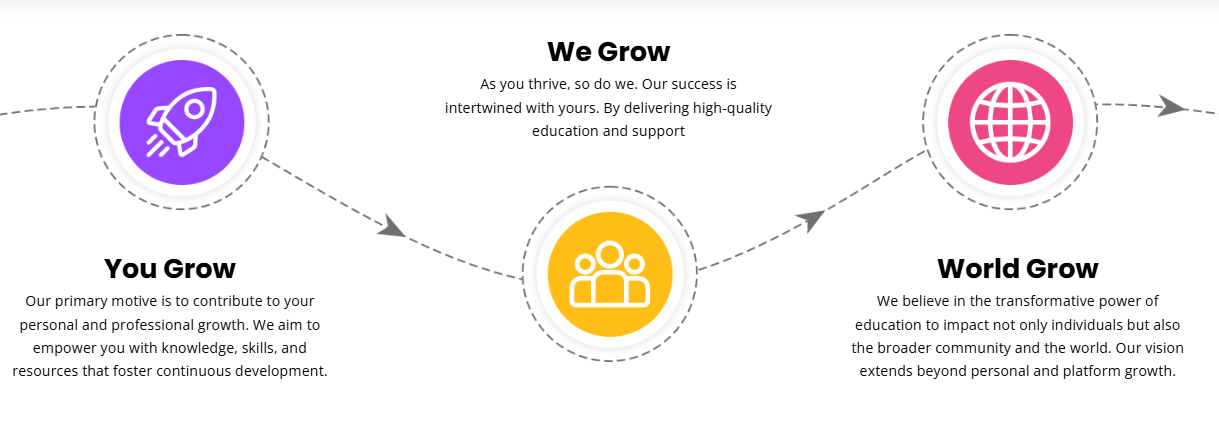 We Grow
As you thrive, so do we. Our success is
intertwined with yours. By delivering high-quality
education and support
You Grow
Our primary motive is to contribute to your
personal and professional growth. We aim to
empower you with knowledge, skills, and
resources that foster continuous development.
World Grow
We believe in the transformative power of
education to impact not only individuals but also
the broader community and the world. Our vision
extends beyond personal and platform growth.